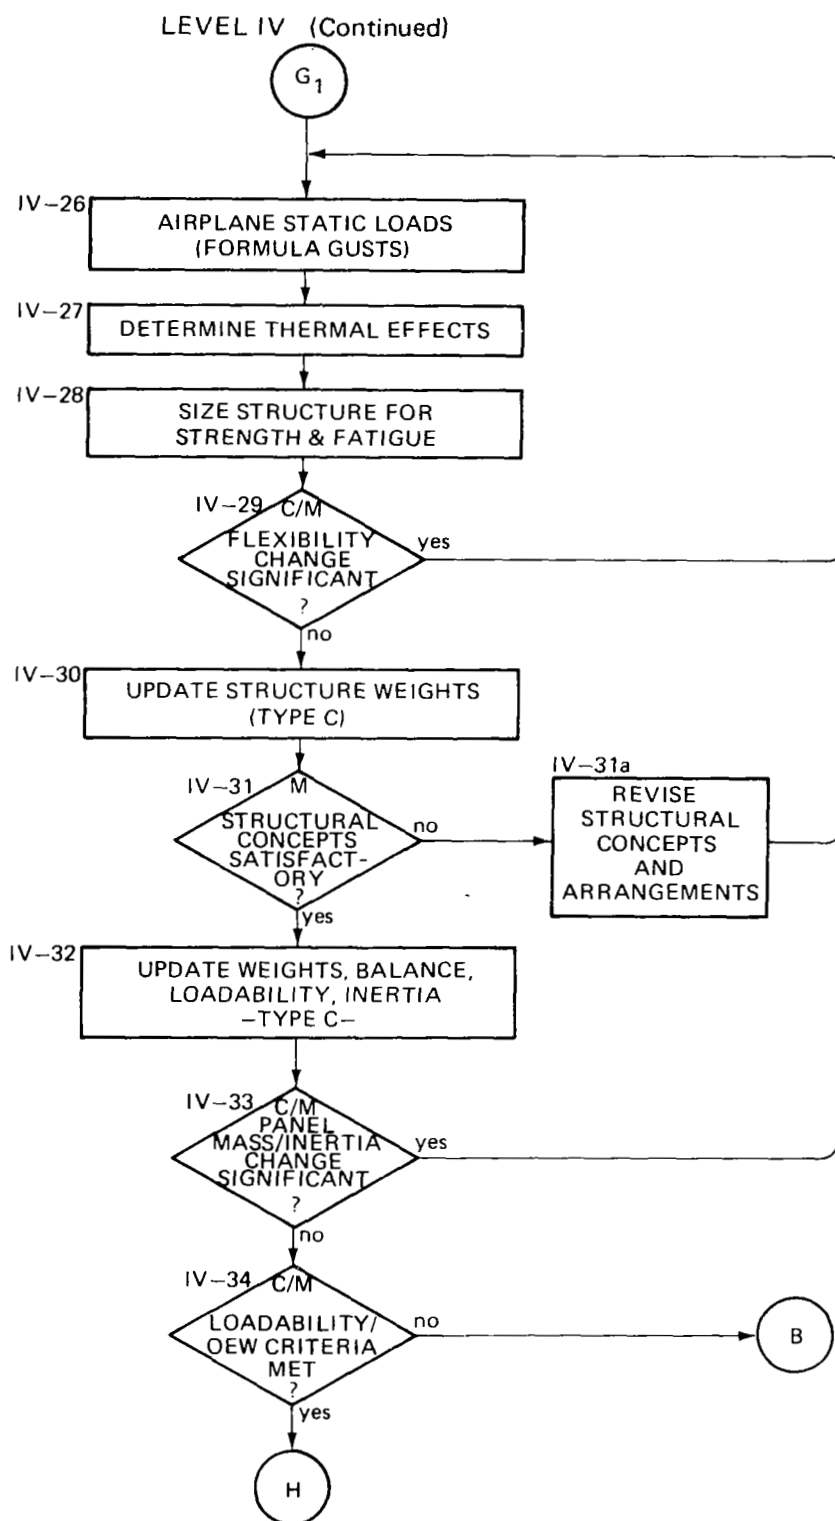 LEVEL IV (Continued)
G1
IV-26
AIRPLANE STATIC LOADS
(FORMULA GUSTS)
IV-27
DETERMINE THERMAL EFFECTS
IV-28
SIZE STRUCTURE FOR
STRENGTH & FATIGUE
IV-29
C/M
FLEXIBILITY
CHANGE
SIGNIFICANT
?
yes
no
IV-30
UPDATE STRUCTURE WEIGHTS
(TYPE C)
IV-31
M
STRUCTURAL
CONCEPTS
SATISFACT-
ORY
?
no
yes
IV-31a
REVISE
STRUCTURAL
CONCEPTS
AND
ARRANGEMENTS
IV-32
UPDATE WEIGHTS, BALANCE,
LOADABILITY, INERTIA
-TYPE C-
IV-33
C/M
PANEL
MASS/INERTIA
CHANGE
SIGNIFICANT
?
yes
no
IV-34
C/M
LOADABILITY/
OEW CRITERIA
MET
?
no
yes
B
H